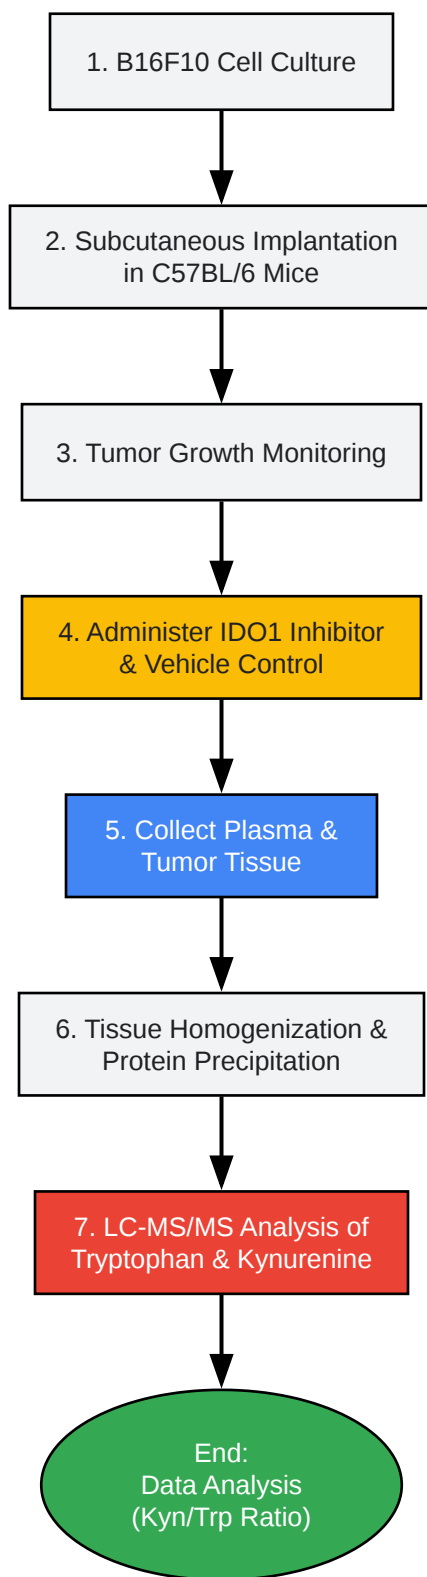 1. B16F10 Cell Culture
2. Subcutaneous Implantation
in C57BL/6 Mice
3. Tumor Growth Monitoring
4. Administer IDO1 Inhibitor
& Vehicle Control
5. Collect Plasma &
Tumor Tissue
6. Tissue Homogenization &
Protein Precipitation
7. LC-MS/MS Analysis of
Tryptophan & Kynurenine
End:
Data Analysis
(Kyn/Trp Ratio)